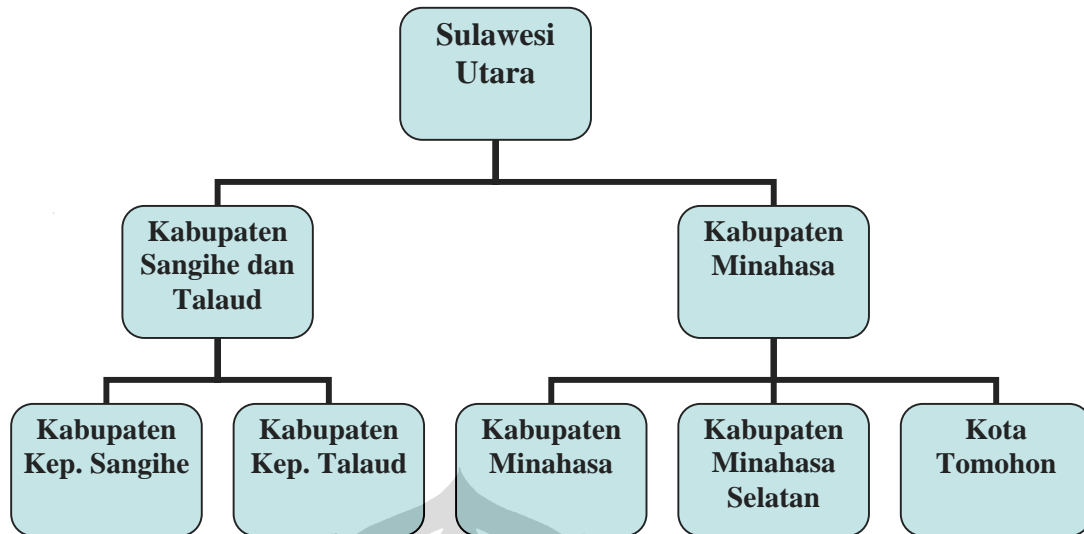 Sulawesi
Utara
Kabupaten
Sangihe dan
Talaud
Kabupaten
Minahasa
Kabupaten
Kep. Sangihe
Kabupaten
Kep. Talaud
Kabupaten
Minahasa
Kabupaten
Minahasa
Selatan
Kota
Tomohon